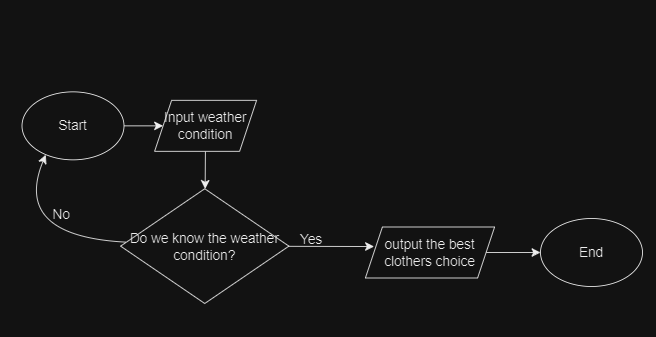 Start
Input weather
condition
No
Do we know the weather
condition?
Yes
output the best
clothers choice
End